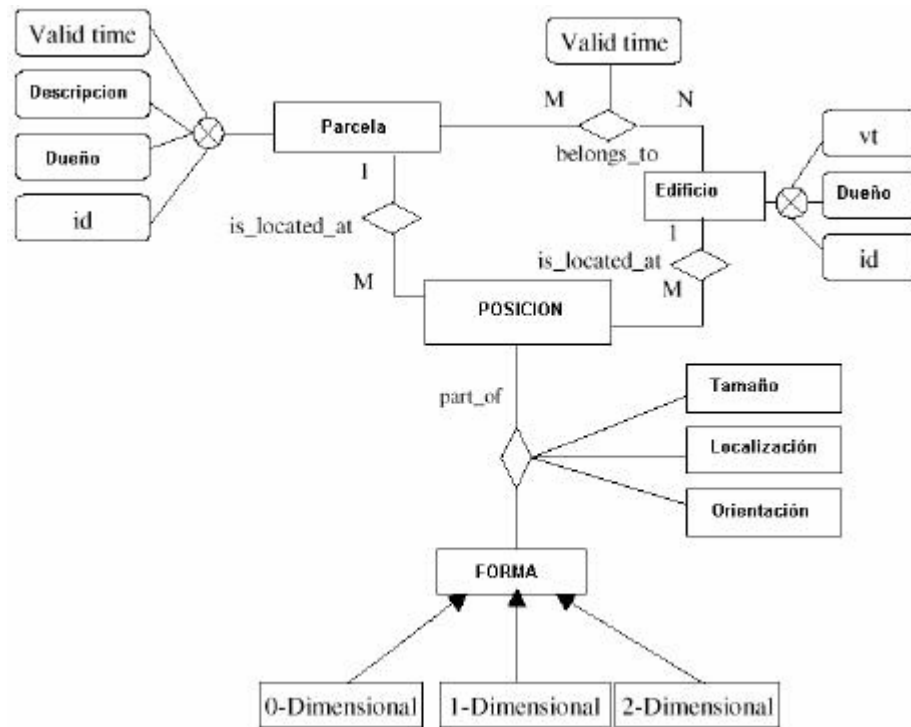 Valid time
Valid time
Descripcion
M
N
Parcela
vt
Dueño
belongs_to
1
Edificio
Dueño
id
is_located_at
1
id
is_located_at
M
M
POSICION
Tamaño
part_of
Localización
Orientación
FORMA
0-Dimensional
1-Dimensional
2-Dimensional